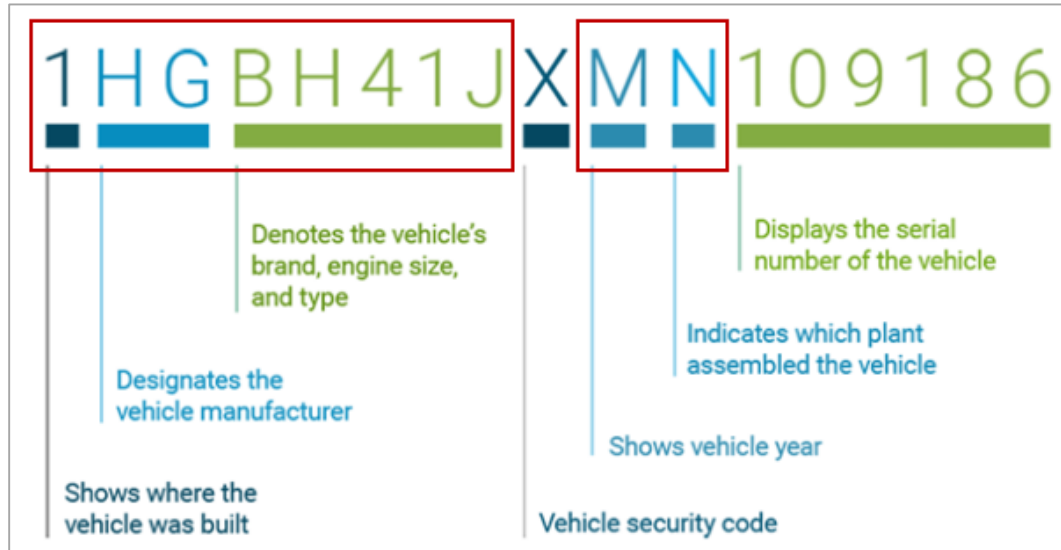 1HGBH41JXMN109186
Denotes the vehicle's
brand, engine size,
and type
Displays the serial
number of the vehicle
Indicates which plant
assembled the vehicle
Designates the
vehicle manufacturer
Shows vehicle year
Shows where the
vehicle was built
Vehicle security code